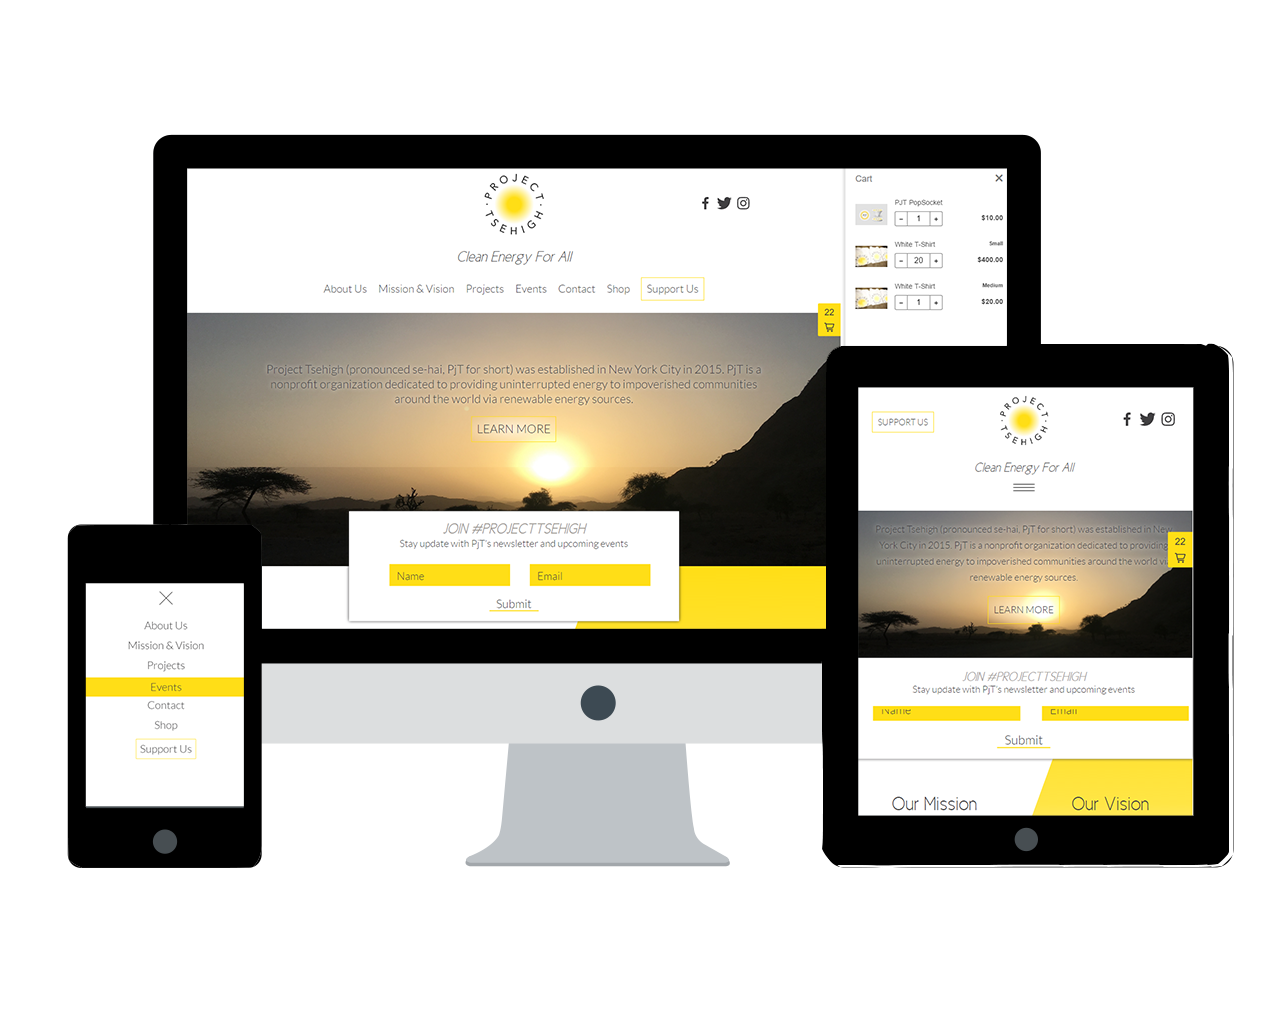 PROJECT
TSEHIGH
Clean Energy For All
About Us Mission & Vision Projects Events Contact Shop Support Us
22
Project Tsehigh (pronounced se-hai, PjT for short) was established in New York City in 2015. PjT is a
nonprofit organization dedicated to providing uninterrupted energy to impoverished communities
around the world via renewable energy sources.
LEARN MORE
JOIN #PROJECTTSEHIGH
Stay update with PjT's newsletter and upcoming events
Name Email
Submit
Cart
PJT PopSocket
- 1 + $10.00
White T-Shirt Small
- 20 + $400.00
White T-Shirt Medium
- 1 + $20.00
About Us
Mission & Vision
Projects
Events
Contact
Shop
Support Us
SUPPORT US
PROJECT
TSEHIGH
Clean Energy For All
Project Tsehigh (pronounced se-hai, PjT for short) was established in New
York City in 2015. PjT is a nonprofit organization dedicated to providing
uninterrupted energy to impoverished communities around the world via
renewable energy sources.
22
LEARN MORE
JOIN #PROJECTTSEHIGH
Stay update with PjT's newsletter and upcoming events
Name Email
Submit
Our Mission Our Vision